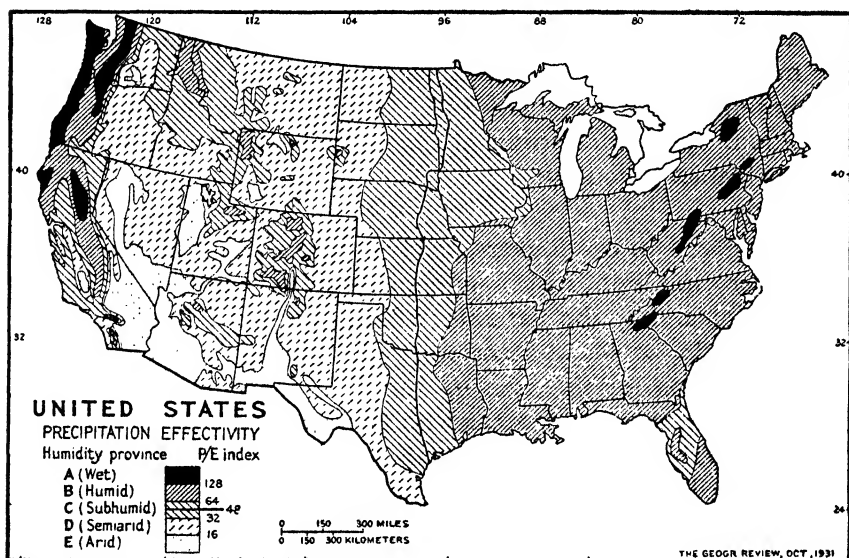 128 120 112 104 96 88 80 72
40 40
32 32
24
UNITED STATES
PRECIPITATION EFFECTIVITY
Humidity province P/E index
A (Wet)
128
B (Humid)
64
C (Subhumid)
48
32
D (Semiarid)
16
E (Arid)
0 150 300 MILES
0 150 300 KILOMETERS
THE GEOGR REVIEW, OCT, 1931